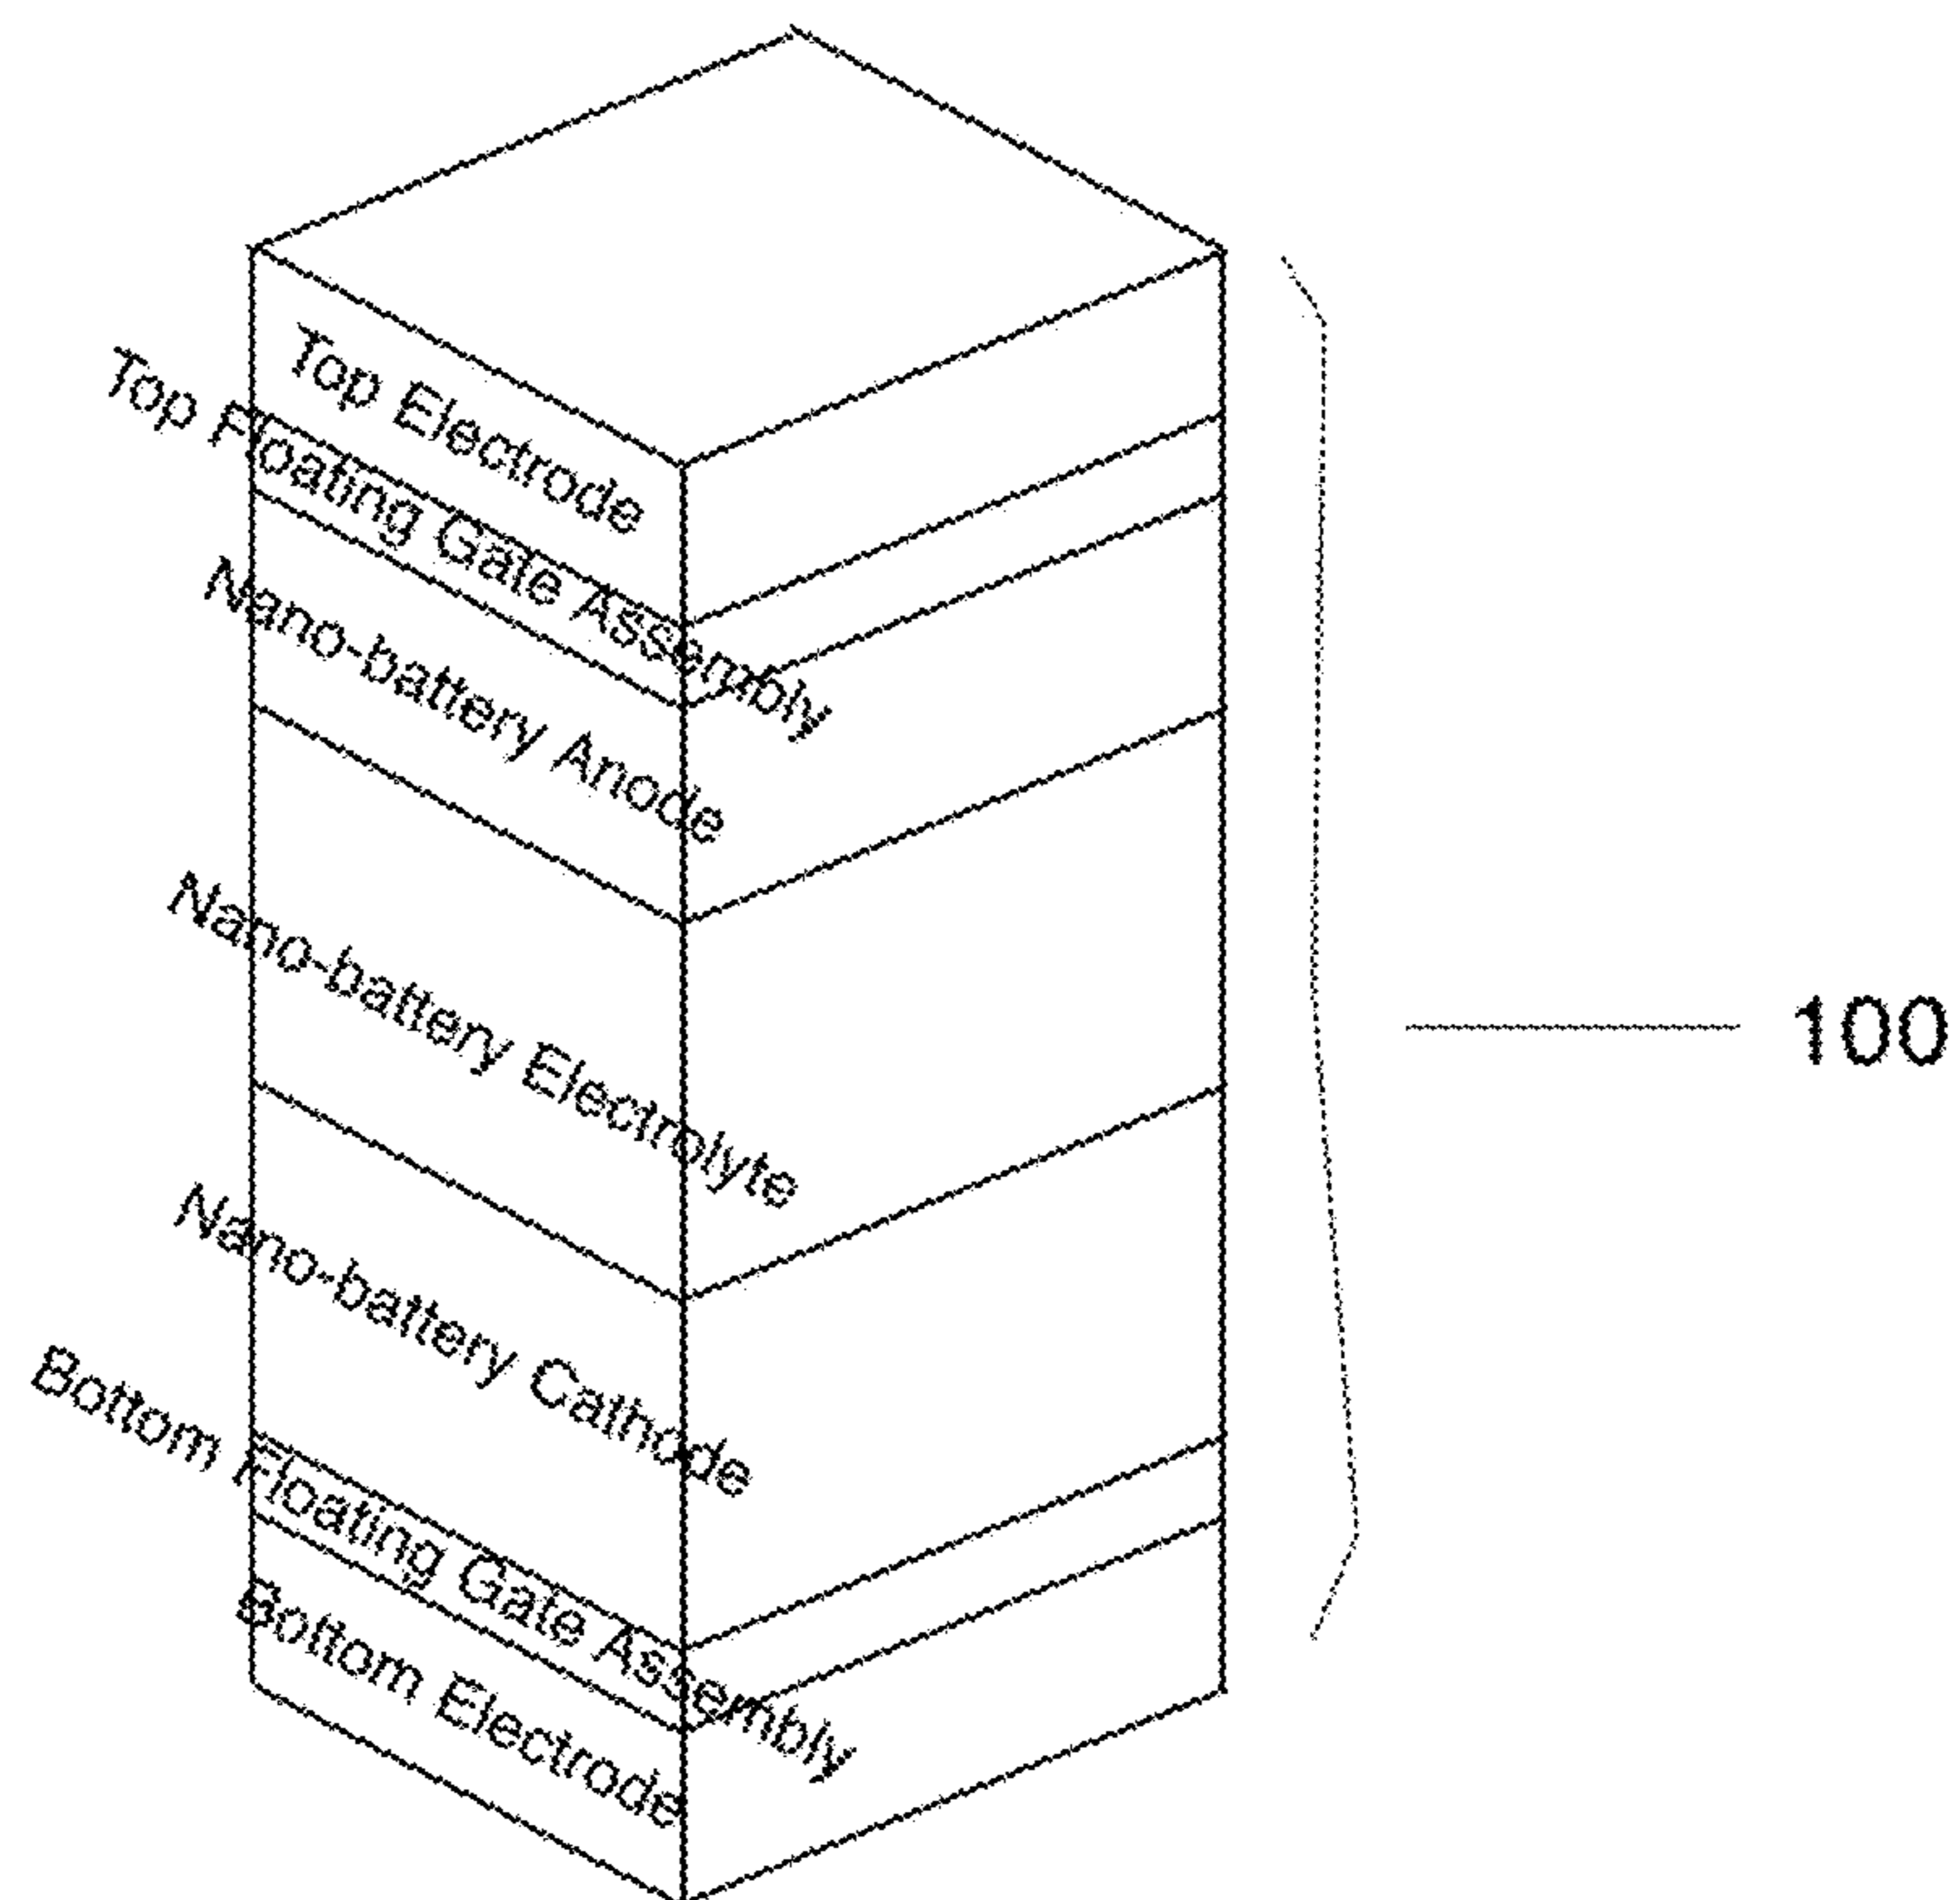 Top Electrode
Top Floating Gate Assembly
Nano-battery Anode
Nano-battery Electrolyte
100
Nano-battery Cathode
Bottom Floating Gate Assembly
Bottom Electrode